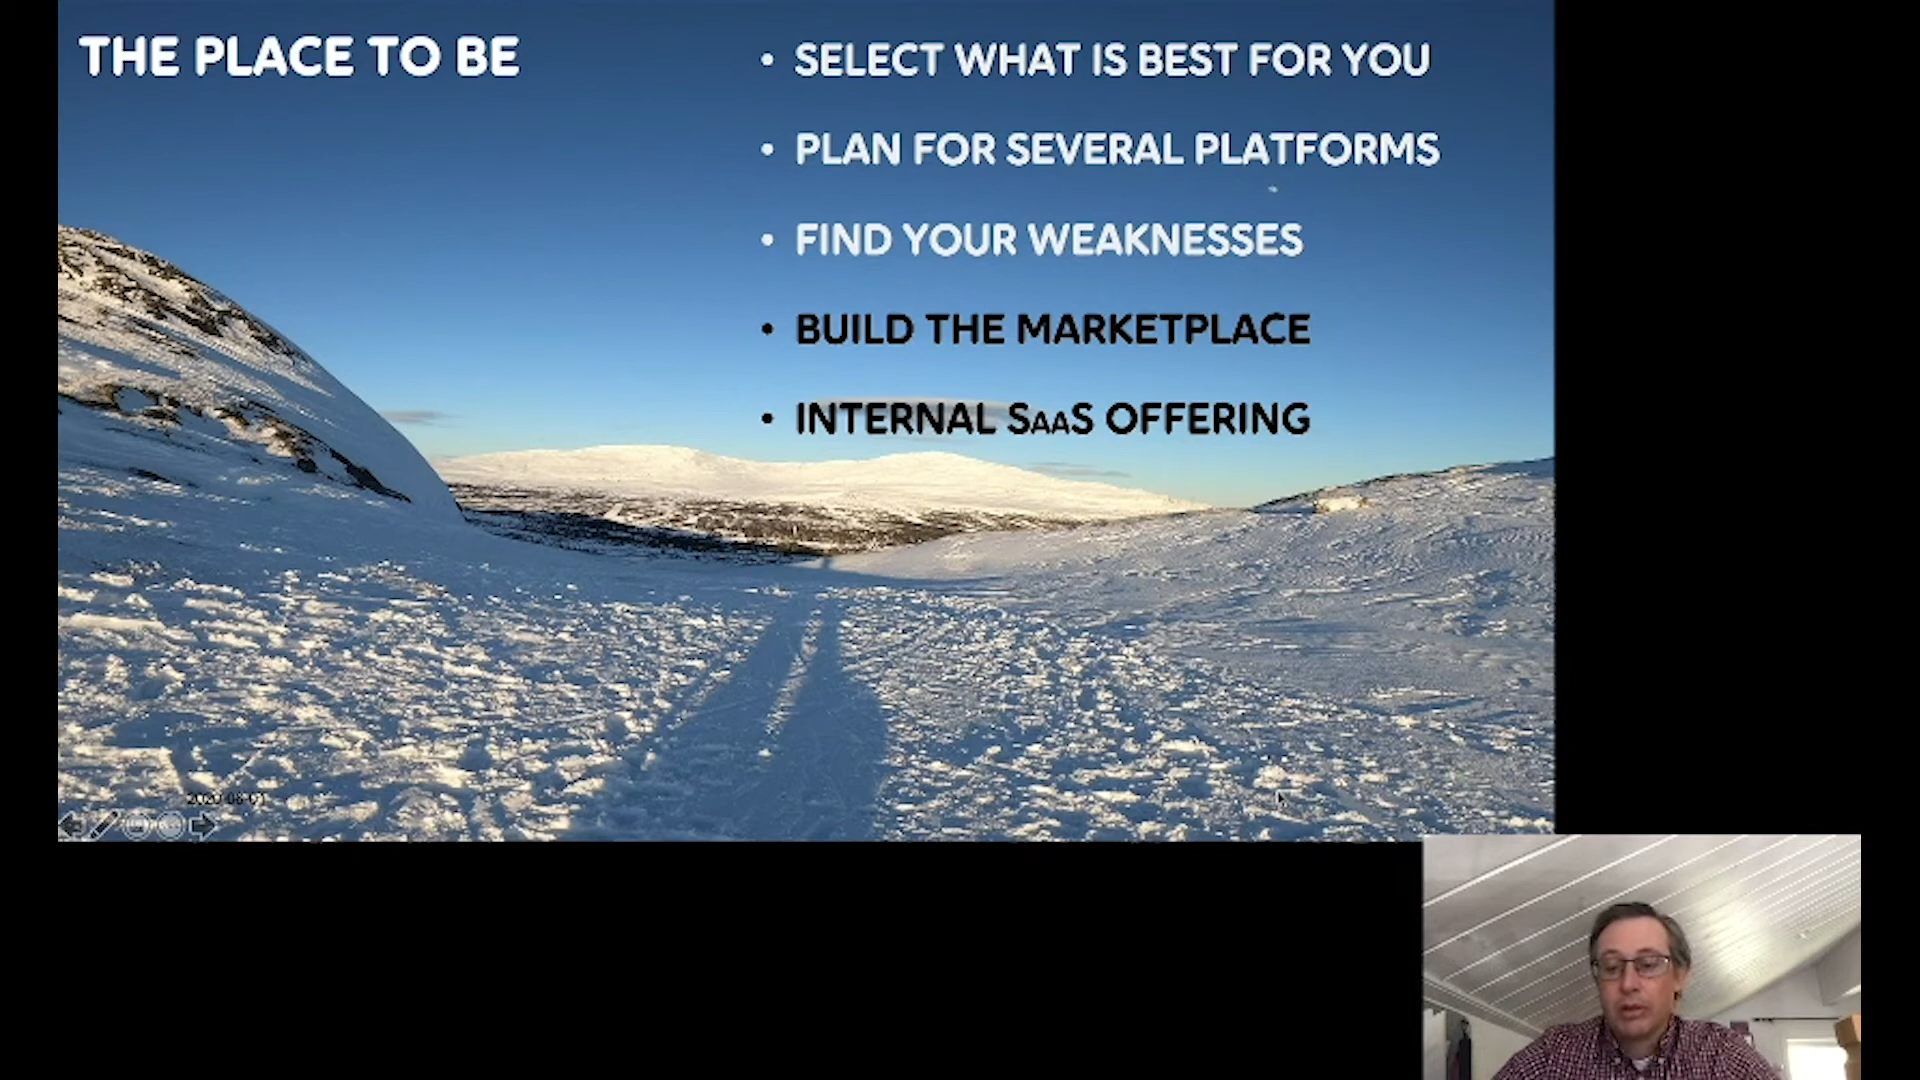 THE PLACE TO BE
• SELECT WHAT IS BEST FOR YOU
• PLAN FOR SEVERAL PLATFORMS
• FIND YOUR WEAKNESSES
• BUILD THE MARKETPLACE
• INTERNAL SAAS OFFERING